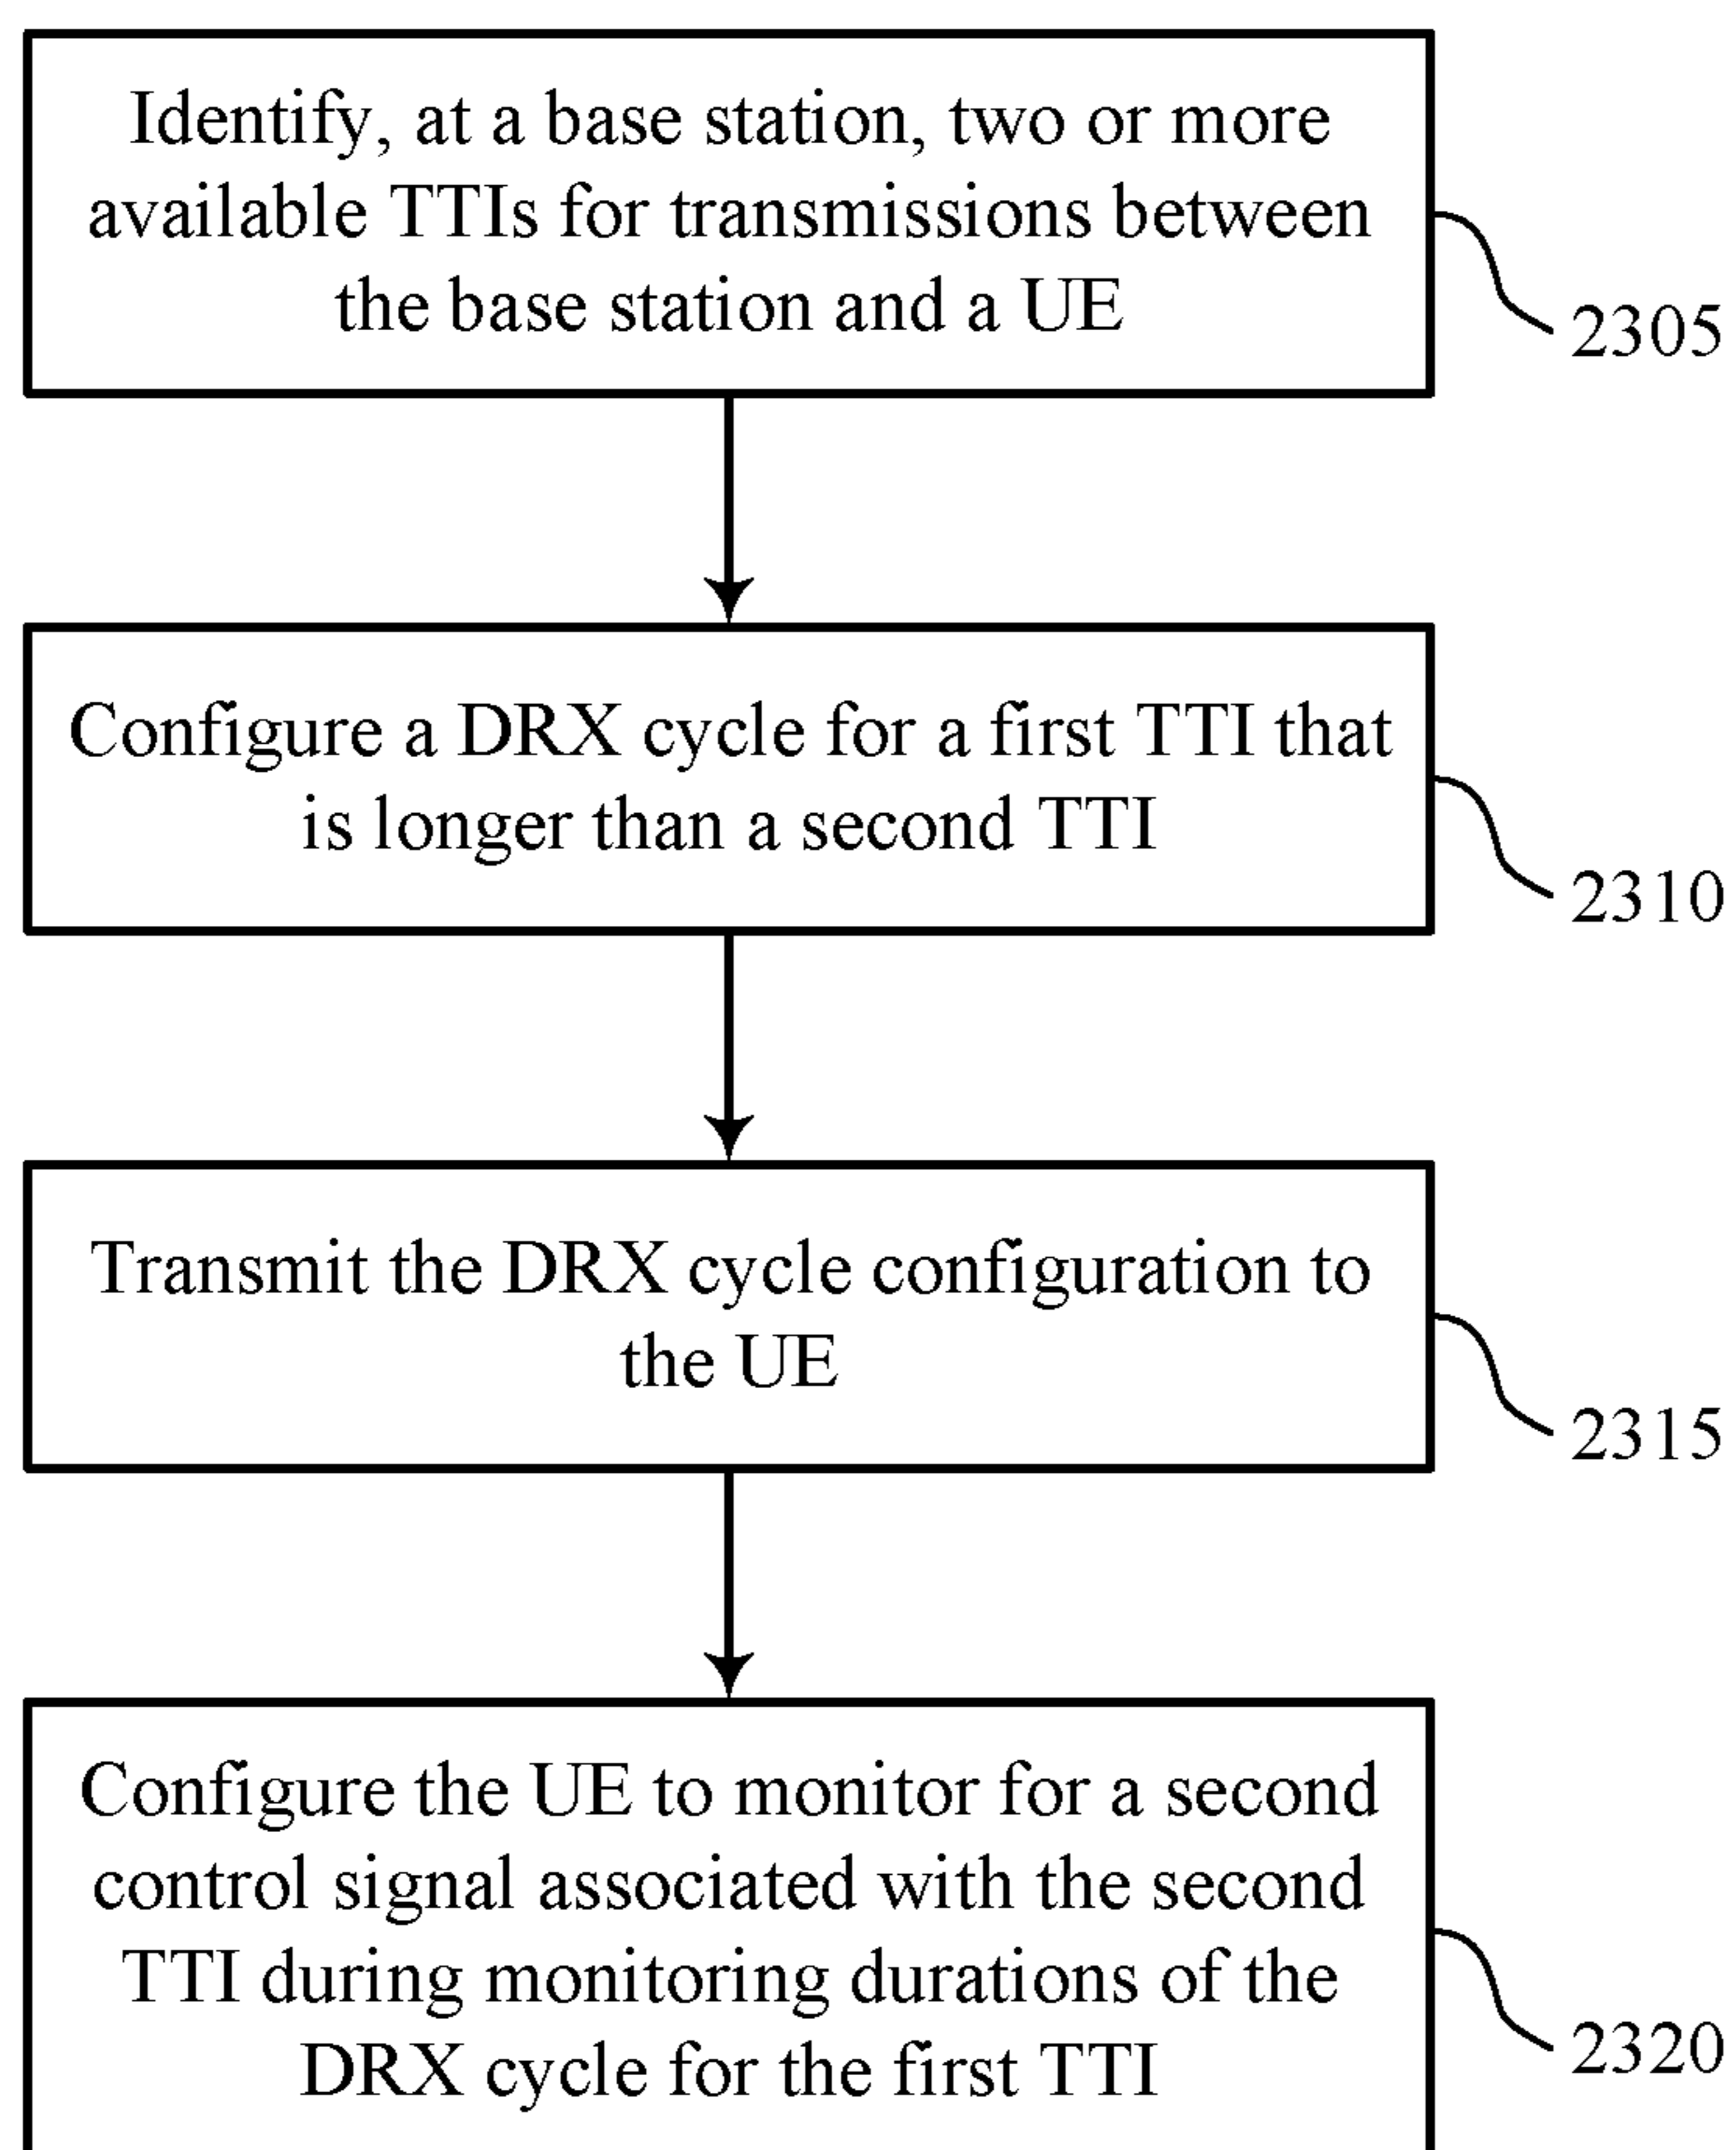 Identify, at a base station, two or more
available TTIs for transmissions between
the base station and a UE
2305
Configure a DRX cycle for a first TTI that
is longer than a second TTI
2310
Transmit the DRX cycle configuration to
the UE
2315
Configure the UE to monitor for a second
control signal associated with the second
TTI during monitoring durations of the
DRX cycle for the first TTI
2320